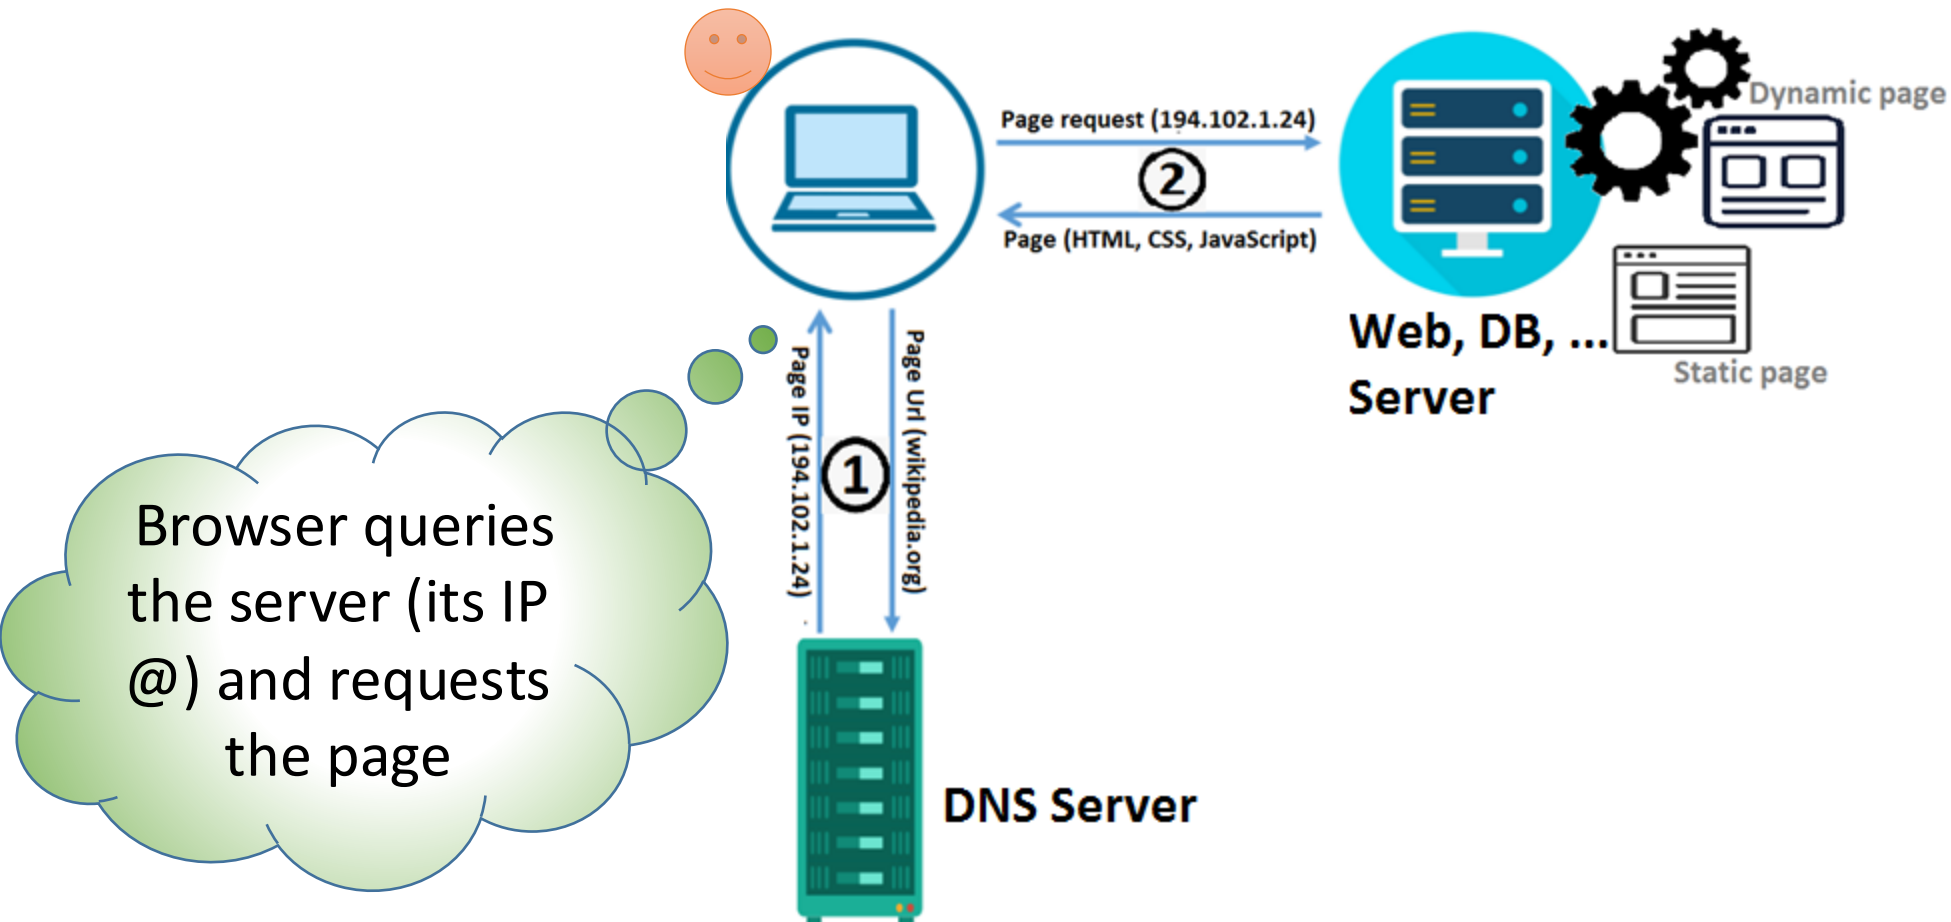 Page request (194.102.1.24)
2
Page (HTML, CSS, JavaScript)
Dynamic page
Static page
Web, DB, ...
Server
Page IP (194.102.1.24)
1
Page Url (wikipedia.org)
Browser queries
the server (its IP
@) and requests
the page
DNS Server